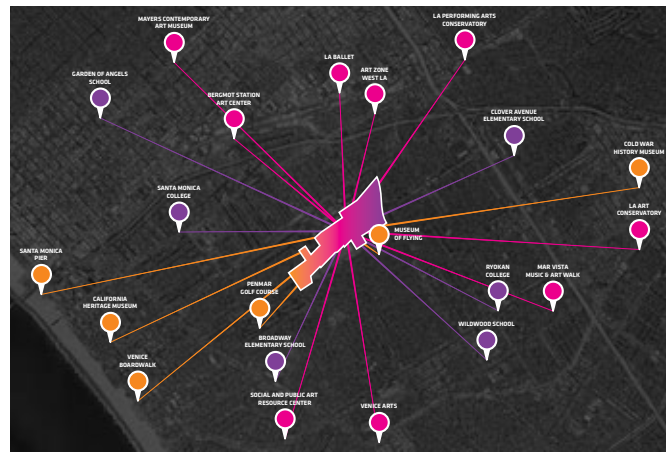 MAYERS CONTEMPORARY
ART MUSEUM
LA PERFORMING ARTS
CONSERVATORY
LA BALLET
ART ZONE
WEST LA
GARDEN OF ANGELS
SCHOOL
BERGMOT STATION
ART CENTER
CLOVER AVENUE
ELEMENTARY SCHOOL
COLD WAR
HISTORY MUSEUM
SANTA MONICA
COLLEGE
LA ART
CONSERVATORY
MUSEUM
OF FLYING
SANTA MONICA
PIER
RYOKAN
COLLEGE
MAR VISTA
MUSIC & ART WALK
PENMAR
GOLF COURSE
CALIFORNIA
HERITAGE MUSEUM
WILDWOOD SCHOOL
BROADWAY
ELEMENTARY SCHOOL
VENICE
BOARDWALK
SOCIAL AND PUBLIC ART
RESOURCE CENTER
VENICE ARTS